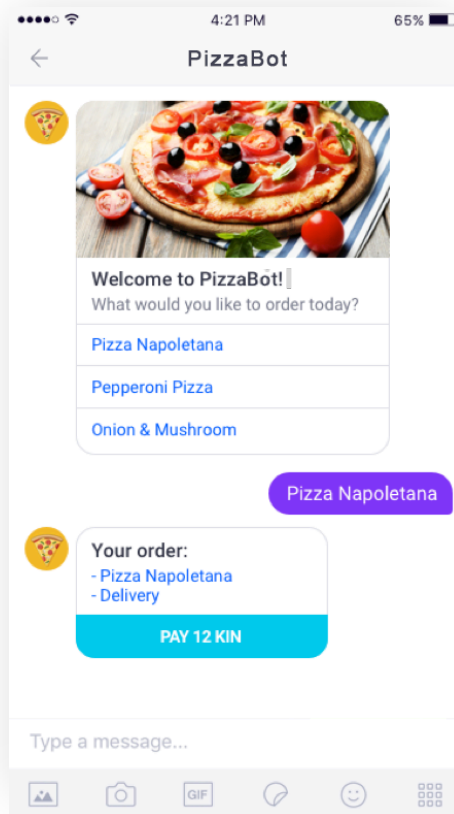 4:21 PM
65%
PizzaBot
Welcome to PizzaBot!
What would you like to order today?
Pizza Napoletana
Pepperoni Pizza
Onion & Mushroom
Pizza Napoletana
Your order:
- Pizza Napoletana
- Delivery
PAY 12 KIN
Type a message...
GIF